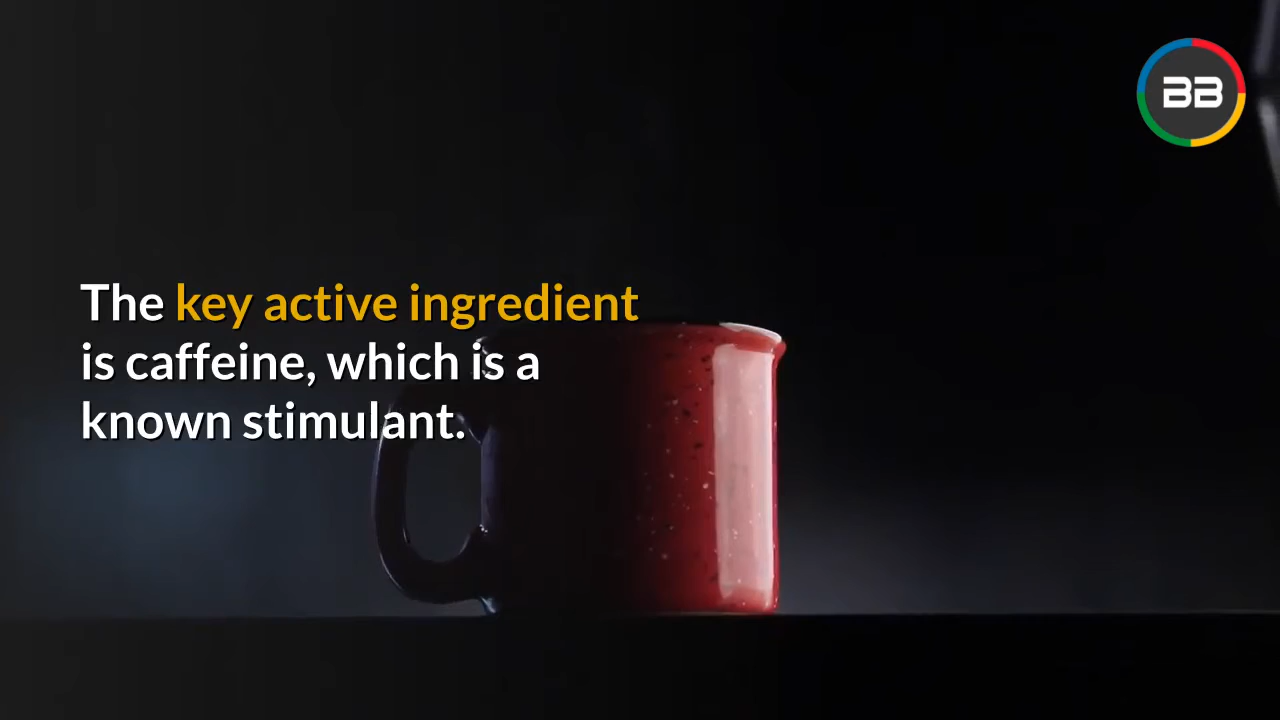 BB
The key active ingredient
is caffeine, which is a
known stimulant.